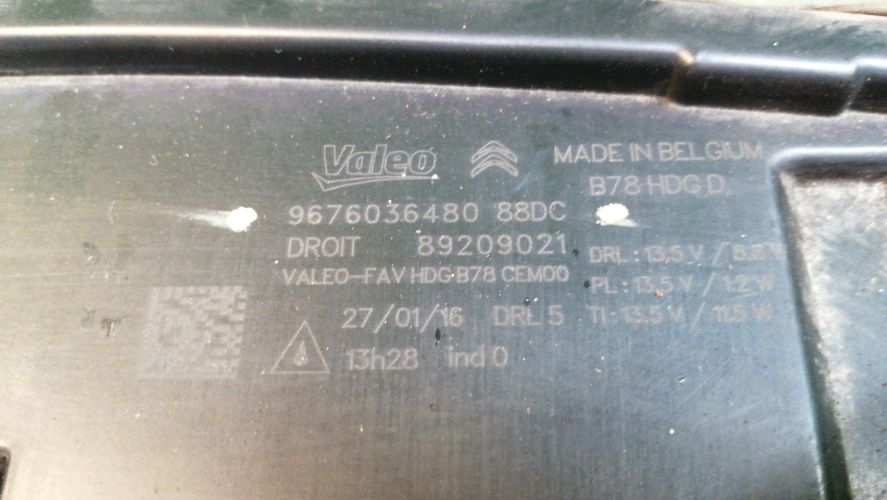 Valeo MADE IN BELGIUM
B78 HDG D.
9676036480 88DC
DROIT 89209021
DRL : 13.5 V / 5.2 W
VALEO-FAV HDG B78 CEM00
PL : 13.5 V / 1.2 W
27/01/16 DRL 5
TI : 13.5 V / 11.5 W
13h28 ind 0